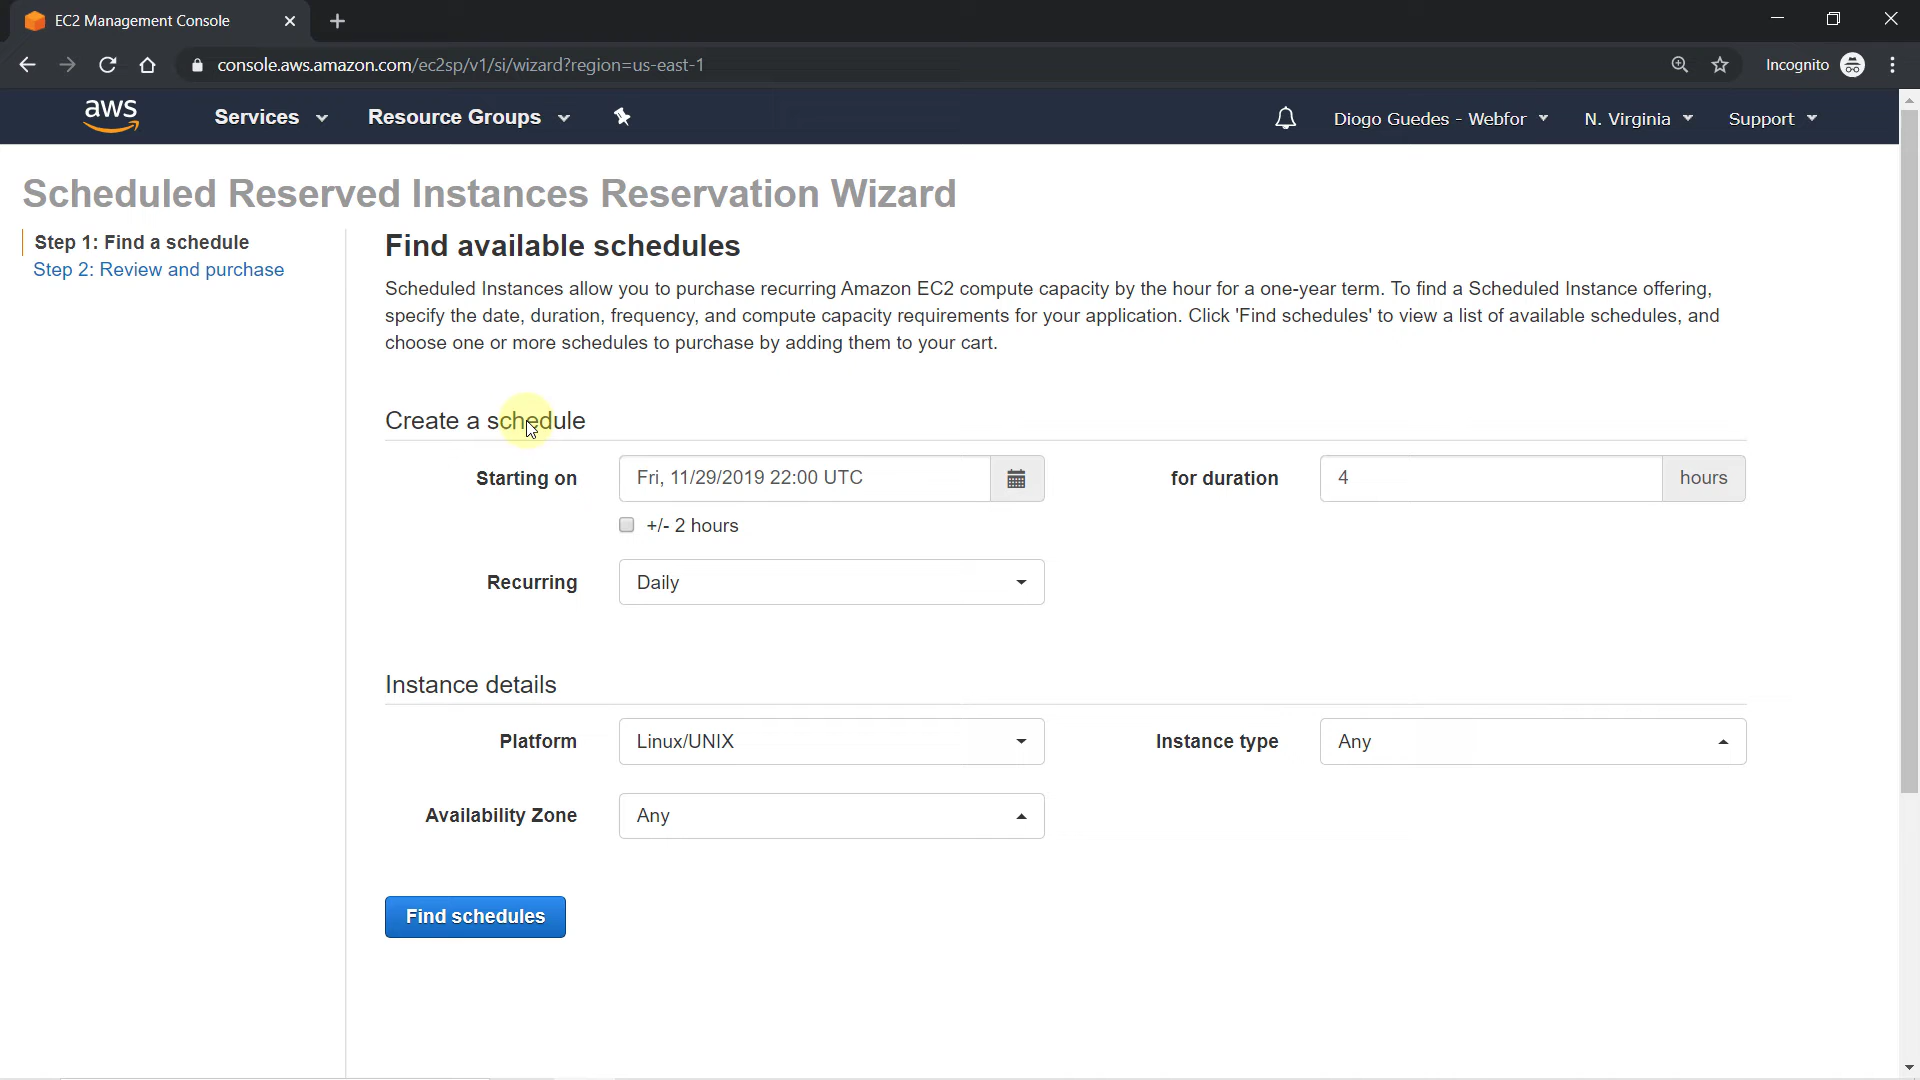 EC2 Management Console
console.aws.amazon.com/ec2sp/v1/si/wizard?region=us-east-1
Incognito
aws
Services
Resource Groups
Diogo Guedes - Webfor
N. Virginia
Support
Scheduled Reserved Instances Reservation Wizard
Step 1: Find a schedule
Step 2: Review and purchase
Find available schedules
Scheduled Instances allow you to purchase recurring Amazon EC2 compute capacity by the hour for a one-year term. To find a Scheduled Instance offering,
specify the date, duration, frequency, and compute capacity requirements for your application. Click 'Find schedules' to view a list of available schedules, and
choose one or more schedules to purchase by adding them to your cart.
Create a schedule
Starting on
Fri, 11/29/2019 22:00 UTC
for duration
4
hours
+/- 2 hours
Recurring
Daily
Instance details
Platform
Linux/UNIX
Instance type
Any
Availability Zone
Any
Find schedules